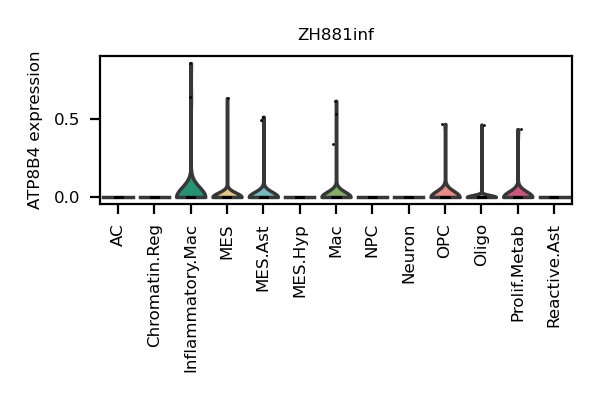 ZH881inf
ATP8B4 expression
0.5
0.0
AC
Chromatin.Reg
Inflammatory.Mac
MES
MES.Ast
MES.Hyp
Mac
NPC
Neuron
OPC
Oligo
Prolif.Metab
Reactive.Ast